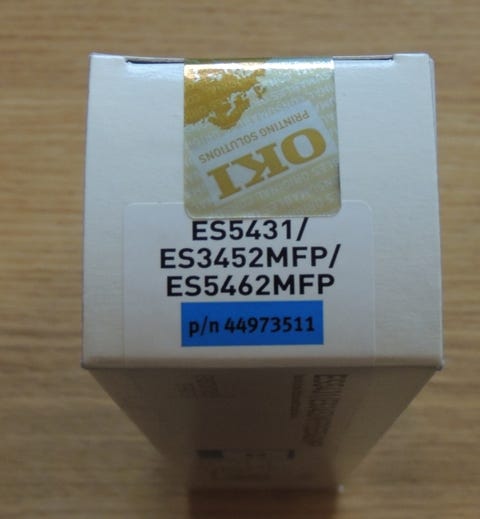 OKI
PRINTING SOLUTIONS
ES5431/
ES3452MFP/
ES5462MFP
p/n 44973511